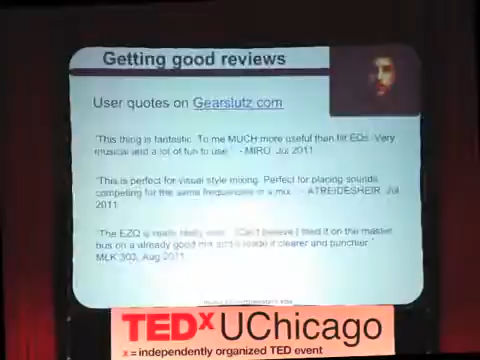 Getting good reviews
User quotes on Gearslutz.com
"This thing is fantastic. To me MUCH more useful than hit EQs. Very
musical and a lot of fun to use." - MIRO, Jul 2011
"This is perfect for visual style mixing. Perfect for placing sounds
competing for the same frequencies in a mix." - ATREIDESHEIR, Jul
2011
"The EZQ is really really Can't believe I tried it on the master
bus on a already good mix and it made it clearer and punchier."
MLK 303, Aug 2011
TEDx UChicago
x = independently organized TED event